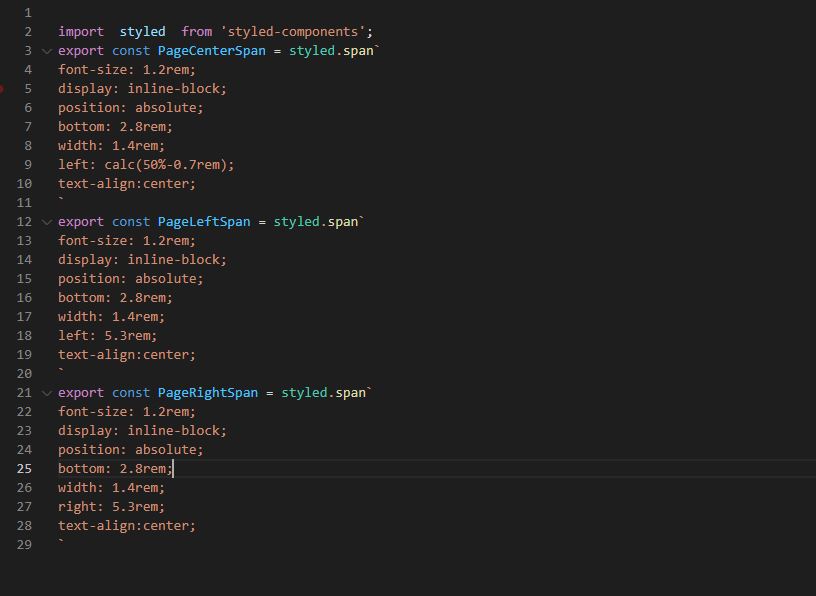 1
2 import  styled  from 'styled-components';
3 export const PageCenterSpan = styled.span`
4 font-size: 1.2rem;
5 display: inline-block;
6 position: absolute;
7 bottom: 2.8rem;
8 width: 1.4rem;
9 left: calc(50%-0.7rem);
10 text-align:center;
11 `
12 export const PageLeftSpan = styled.span`
13 font-size: 1.2rem;
14 display: inline-block;
15 position: absolute;
16 bottom: 2.8rem;
17 width: 1.4rem;
18 left: 5.3rem;
19 text-align:center;
20 `
21 export const PageRightSpan = styled.span`
22 font-size: 1.2rem;
23 display: inline-block;
24 position: absolute;
25 bottom: 2.8rem;
26 width: 1.4rem;
27 right: 5.3rem;
28 text-align:center;
29 `